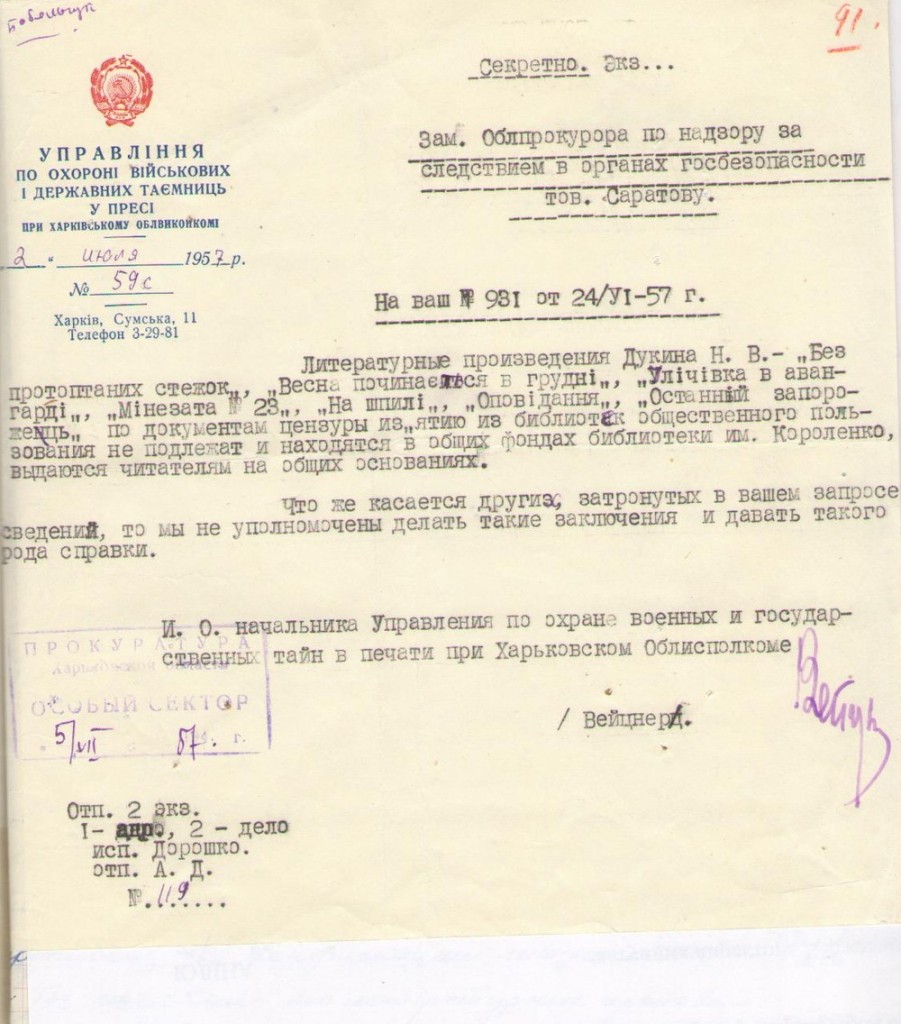 91.
Секретно. Экз...
УПРАВЛІННЯ
ПО ОХОРОНІ ВІЙСЬКОВИХ
І ДЕРЖАВНИХ ТАЄМНИЦЬ
У ПРЕСІ
ПРИ ХАРКІВСЬКОМУ ОБЛВИКОНКОМІ
2 " июля 1957 р.
№ 59с
Харків, Сумська, 11
Телефон 3-29-81
Зам. Облпрокурора по надзору за
следствием в органах госбезопасности
тов. Саратову.
На ваш № 931 от 24/VI-57 г.
Литературные произведения Дукина Н. В.- „Без
протоптаних стежок„, „Весна починається в грудні„, „Улічівка в аван-
гарді„, „Мінезата № 23„, „На шпилі„, „Оповідання„, „Останній запоро-
жець„ по документам цензуры из„ятию из библиотек общественного поль-
зования не подлежат и находятся в общих фондах библиотеки им. Короленко,
выдаются читателям на общих основаниях.
Что же касается других, затронутых в вашем запросе
сведений, то мы не уполномочены делать такие заключения и давать такого
рода справки.
И. О. начальника Управления по охране военных и государ-
ственных тайн в печати при Харьковском Облисполкоме
/ Вейцнер/.
ПРОКУРАТУРА
Харьковской области
ОСОБЫЙ СЕКТОР
"5/VII 57. г.
Отп. 2 экз.
I- адр., 2 - дело
исп. Дорошко.
отп. А. Д.
№.119......